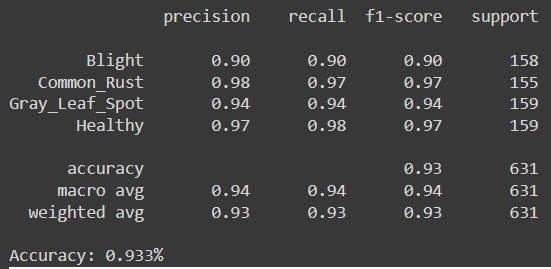 precision recall f1-score support
Blight 0.90 0.90 0.90 158
Common_Rust 0.98 0.97 0.97 155
Gray_Leaf_Spot 0.94 0.94 0.94 159
Healthy 0.97 0.98 0.97 159
accuracy 0.93 631
macro avg 0.94 0.94 0.94 631
weighted avg 0.93 0.93 0.93 631
Accuracy: 0.933%